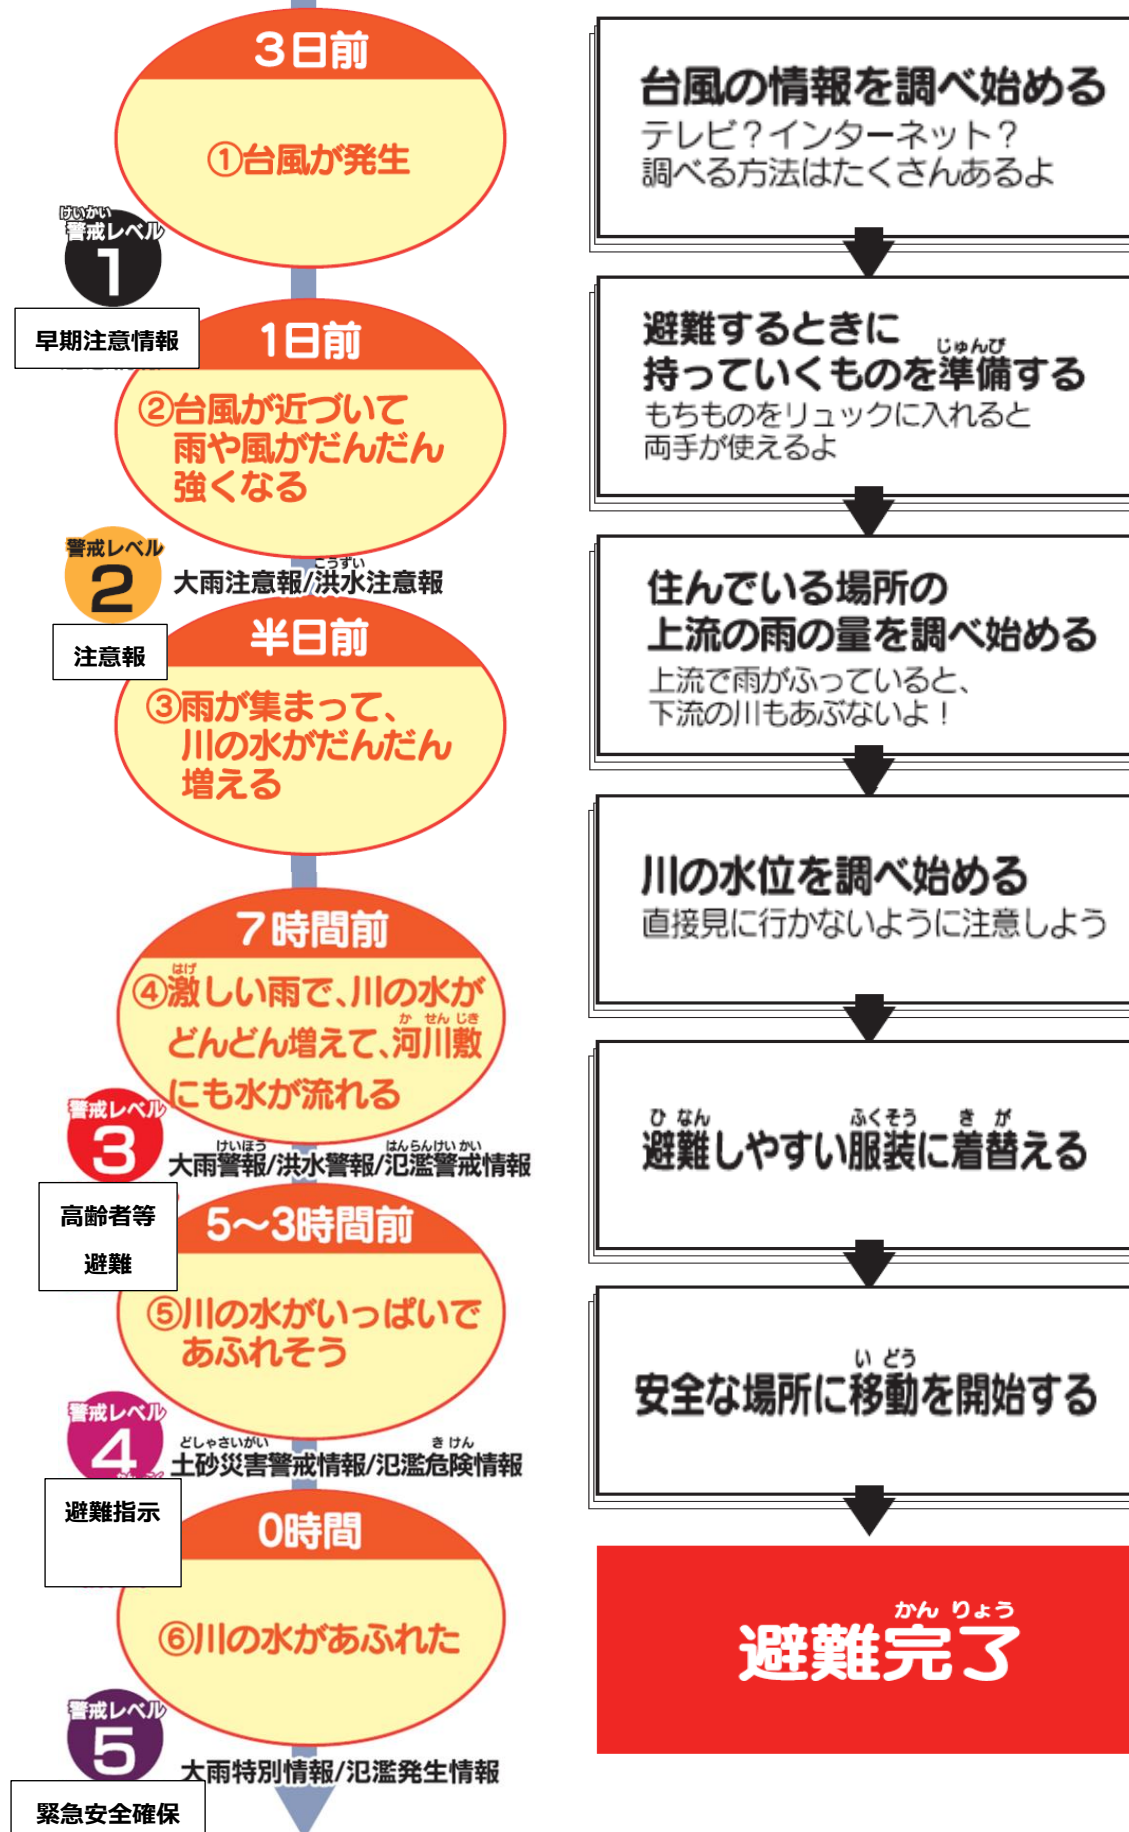 3日前
①台風が発生
けいかい
警戒レベル
1
早期注意情報
1日前
②台風が近づいて
雨や風がだんだん
強くなる
警戒レベル
2
こうずい
大雨注意報/洪水注意報
注意報
半日前
③雨が集まって、
川の水がだんだん
増える
7時間前
はげ
④激しい雨で、川の水が
か せん じき
どんどん増えて、河川敷
にも水が流れる
警戒レベル
3
けいほう はんらんけいかい
大雨警報/洪水警報/氾濫警戒情報
高齢者等
避難
5～3時間前
⑤川の水がいっぱいで
あふれそう
警戒レベル
4
どしゃさいがい き けん
土砂災害警戒情報/氾濫危険情報
避難指示
0時間
⑥川の水があふれた
警戒レベル
5
大雨特別情報/氾濫発生情報
緊急安全確保
台風の情報を調べ始める
テレビ？インターネット？
調べる方法はたくさんあるよ
避難するときに
じゅんび
持っていくものを準備する
もちものをリュックに入れると
両手が使えるよ
住んでいる場所の
上流の雨の量を調べ始める
上流で雨がふっていると、
下流の川もあぶないよ！
川の水位を調べ始める
直接見に行かないように注意しよう
ひ なん ふくそう き が
避難しやすい服装に着替える
い どう
安全な場所に移動を開始する
かん りょう
避難完了